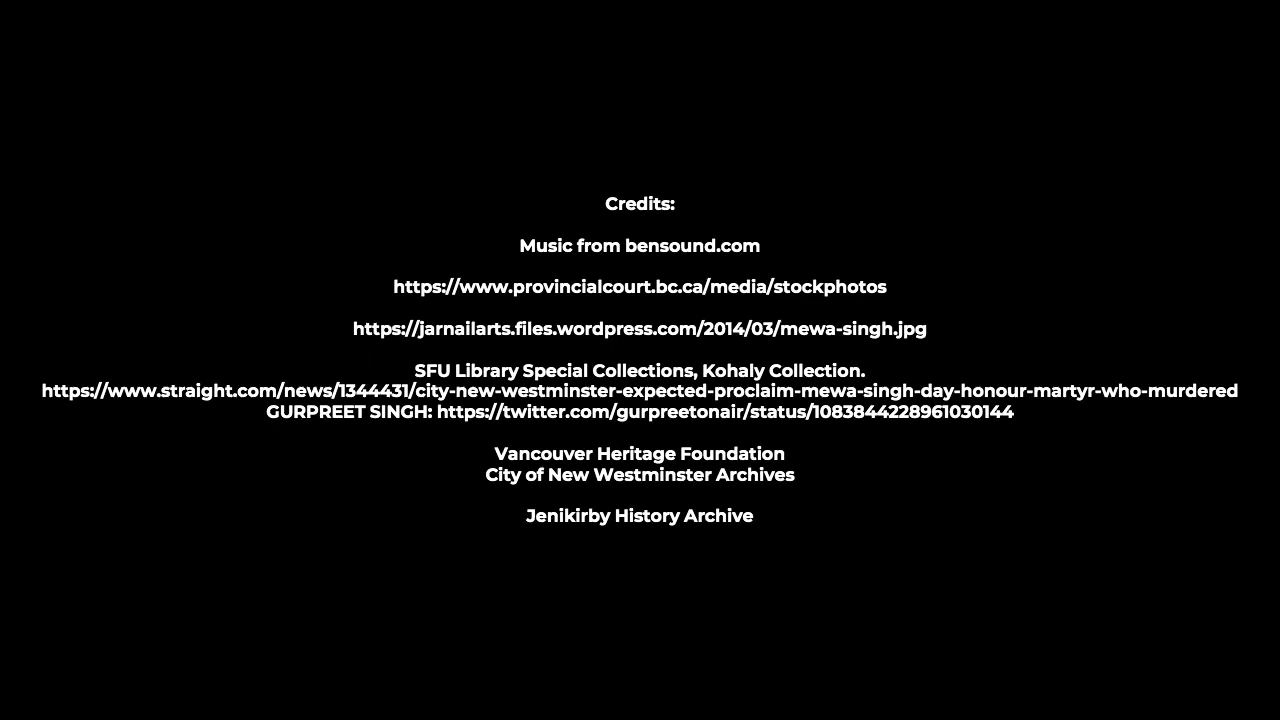 Credits:
Music from bensound.com
https://www.provincialcourt.bc.ca/media/stockphotos
https://jarnailarts.files.wordpress.com/2014/03/mewa-singh.jpg
SFU Library Special Collections, Kohaly Collection.
https://www.straight.com/news/1344431/city-new-westminster-expected-proclaim-mewa-singh-day-honour-martyr-who-murdered
GURPREET SINGH: https://twitter.com/gurpreetonair/status/1083844228961030144
Vancouver Heritage Foundation
City of New Westminster Archives
Jenikirby History Archive